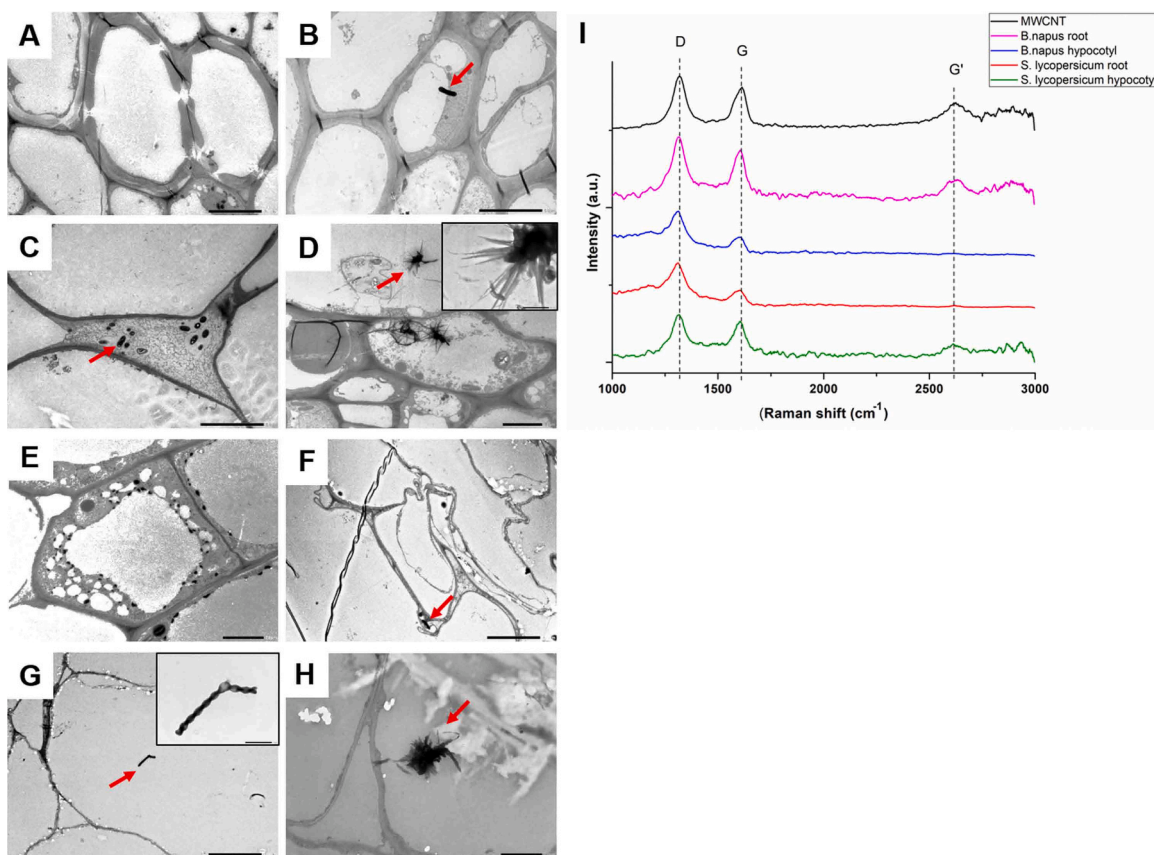 A
B
C
D
E
F
G
H
I
MWCNT
B.napus root
B.napus hypocotyl
S. lycopersicum root
S. lycopersicum hypocoty
D
G
G'
Intensity (a.u.)
1000
1500
2000
2500
3000
(Raman shift (cm⁻¹)